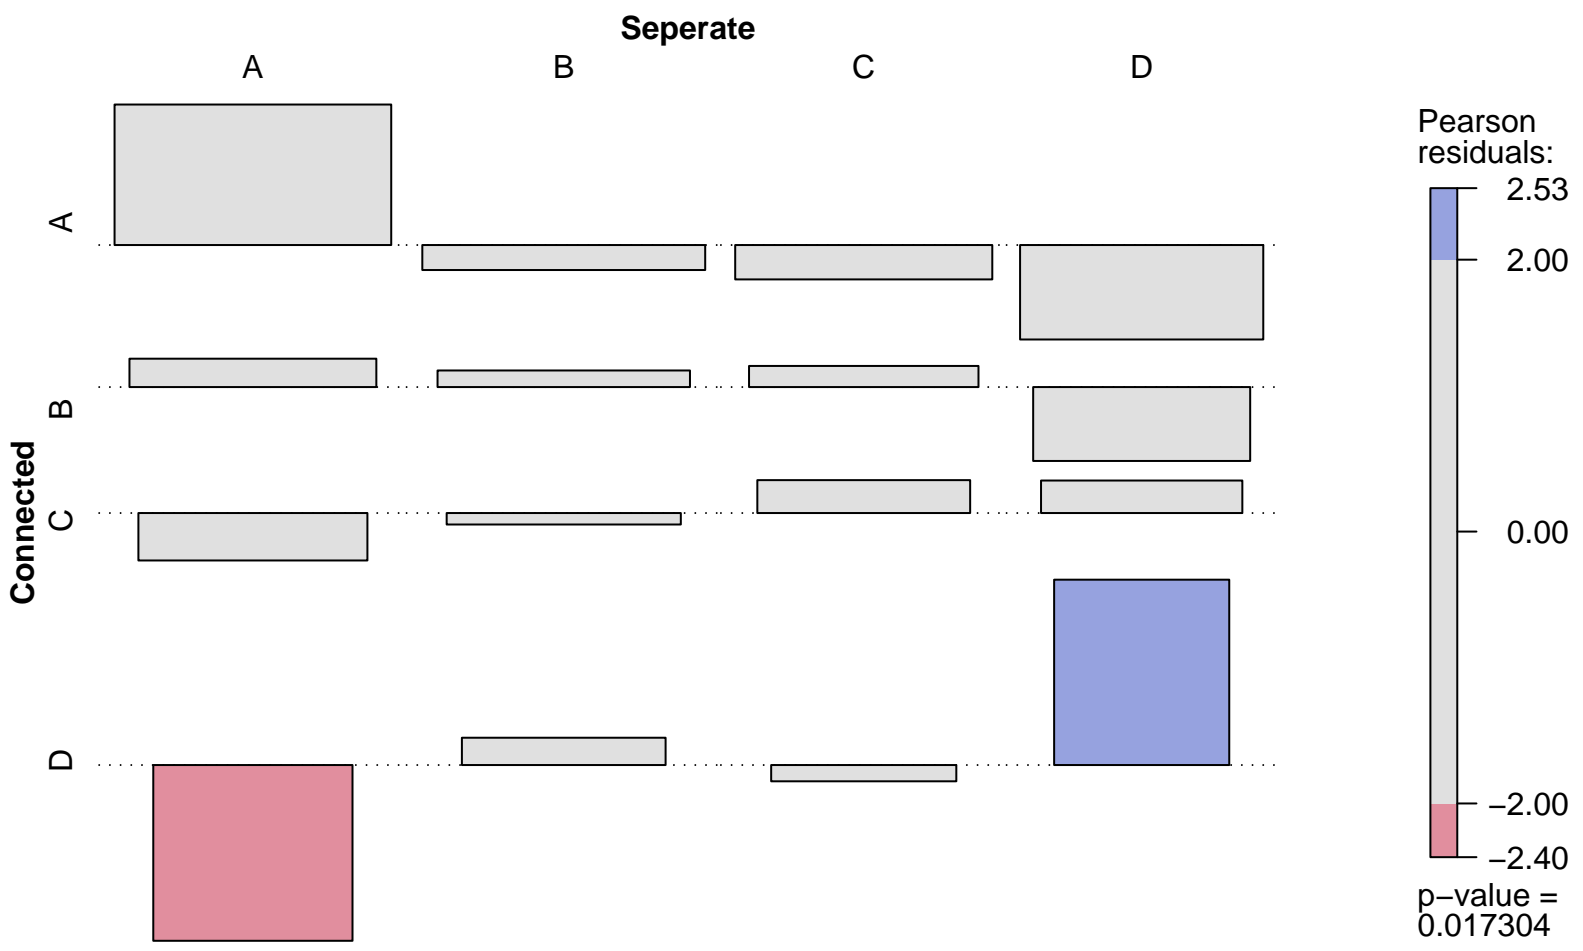 Seperate
A B C D
A
B
C
D
Connected
Pearson
residuals:
2.53
2.00
0.00
−2.00
−2.40
p−value =
0.017304